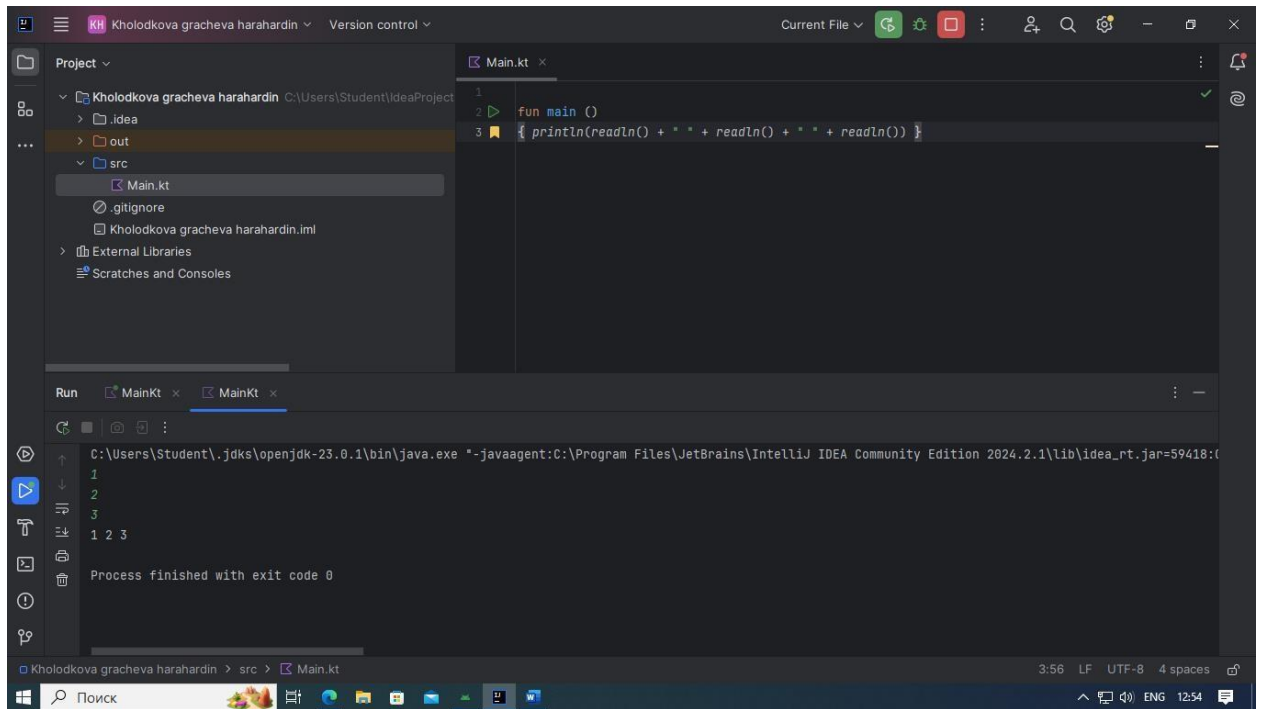 KH Kholodkova gracheva harahardin Version control Current File
Project
Main.kt
Kholodkova gracheva harahardin C:\Users\Student\IdeaProject
.idea
out
src
Main.kt
.gitignore
Kholodkova gracheva harahardin.iml
External Libraries
Scratches and Consoles
1
2 fun main ()
3 { println(readln() + " " + readln() + " " + readln()) }
Run MainKt MainKt
C:\Users\Student\.jdks\openjdk-23.0.1\bin\java.exe "-javaagent:C:\Program Files\JetBrains\IntelliJ IDEA Community Edition 2024.2.1\lib\idea_rt.jar=59418:
1
2
3
1 2 3
Process finished with exit code 0
Kholodkova gracheva harahardin > src > Main.kt 3:56 LF UTF-8 4 spaces
Поиск ENG 12:54